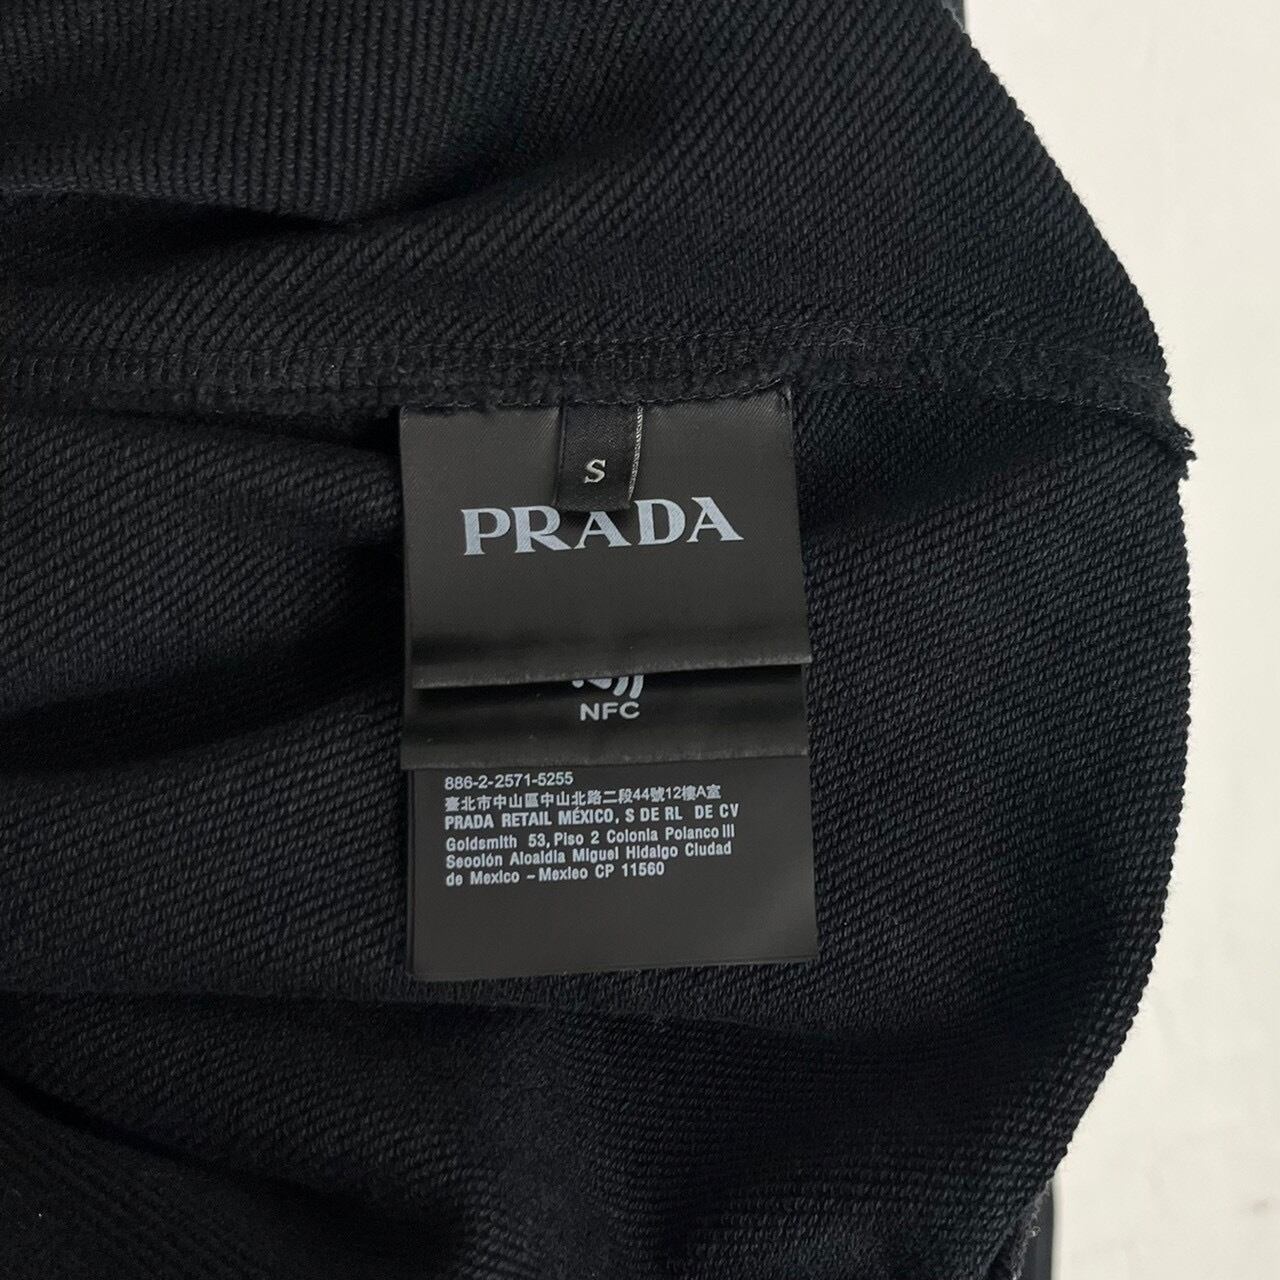 S
PRADA
NFC
886-2-2571-5255
臺北市中山區中山北路二段44號12樓A室
PRADA RETAIL MÉXICO, S DE RL DE CV
Goldsmith 53, Piso 2 Colonia Polanco III
Seoolón Aloaldia Miguel Hidalgo Ciudad
de Mexico - Mexleo CP 11560